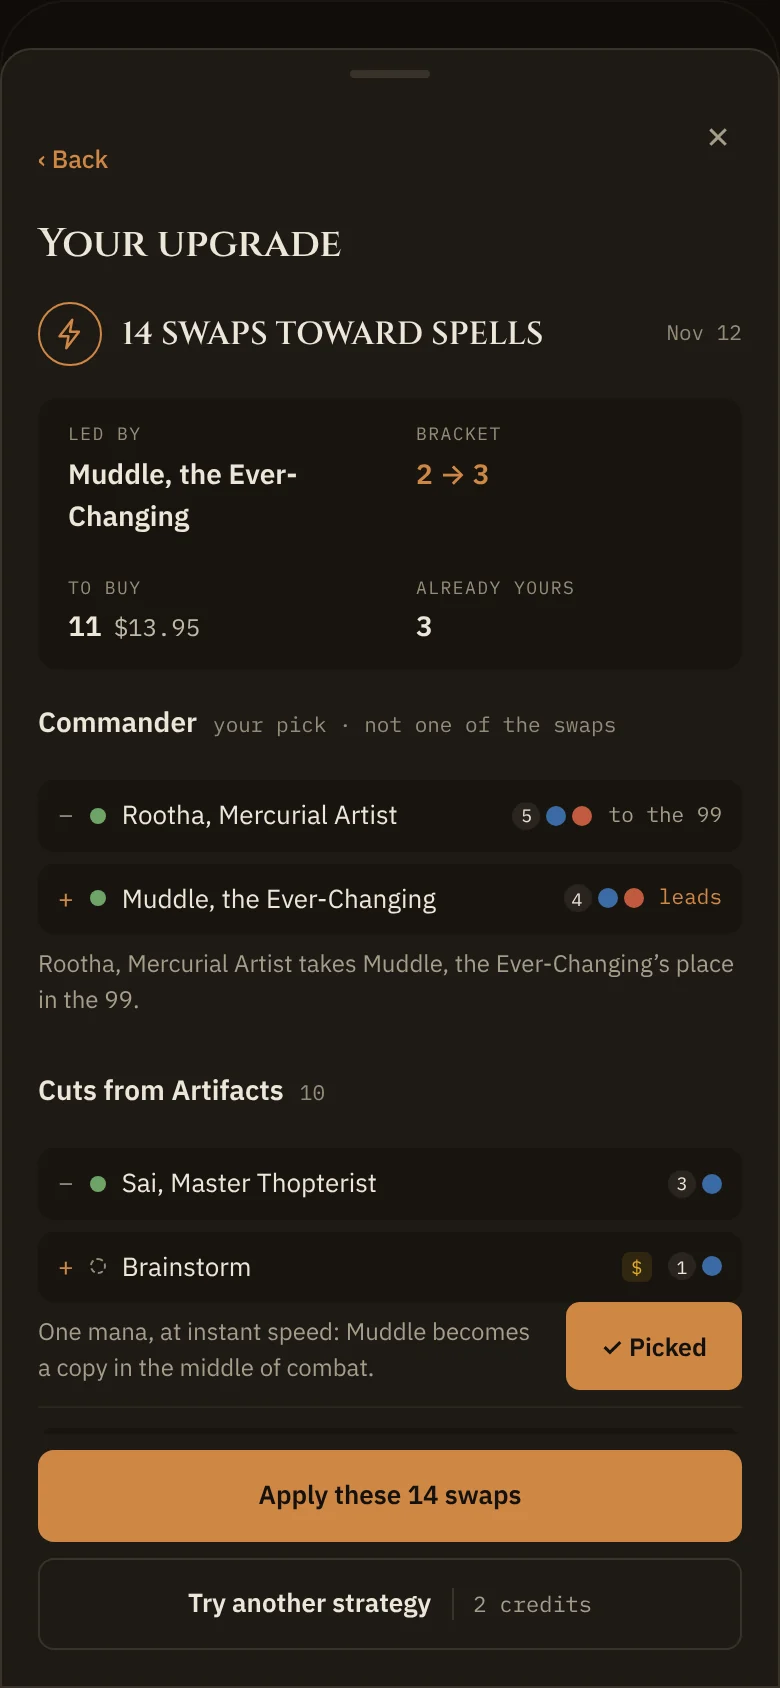 ✕
‹ Back
Your upgrade
14 swaps toward Spells
Nov 12
LED BY
BRACKET
Muddle, the Ever-
Changing
2 → 3
TO BUY
ALREADY YOURS
11 $13.95
3
Commander your pick · not one of the swaps
− Rootha, Mercurial Artist 5 to the 99
+ Muddle, the Ever-Changing 4 leads
Rootha, Mercurial Artist takes Muddle, the Ever-Changing’s place
in the 99.
Cuts from Artifacts 10
− Sai, Master Thopterist 3
+ Brainstorm $ 1
One mana, at instant speed: Muddle becomes
a copy in the middle of combat.
✓ Picked
Apply these 14 swaps
Try another strategy 2 credits